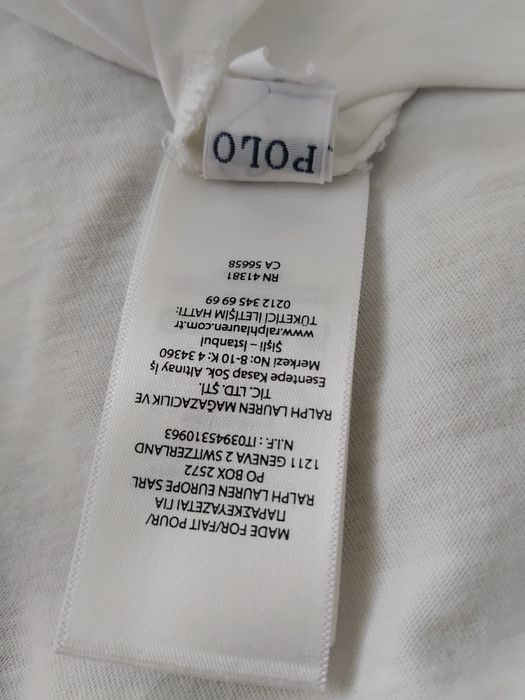 MADE FOR/FAIT POUR/
ΠΑΡΑΣΚΕΥΑΖΕΤΑΙ ΓΙΑ
RALPH LAUREN EUROPE SARL
PO BOX 2572
1211 GENEVA 2 SWITZERLAND
N.I.F: IT03945310963
RALPH LAUREN MAĞAZACILIK VE
TİC. LTD. ŞTİ.
Esentepe Kasap Sok. Altınay İş
Merkezi No: 8-10 K: 4 34360
Şişli – İstanbul
www.ralphlauren.com.tr
TÜKETİCİ İLETİŞİM HATTI:
0212 345 69 69
RN 41381
CA 56658
POLO